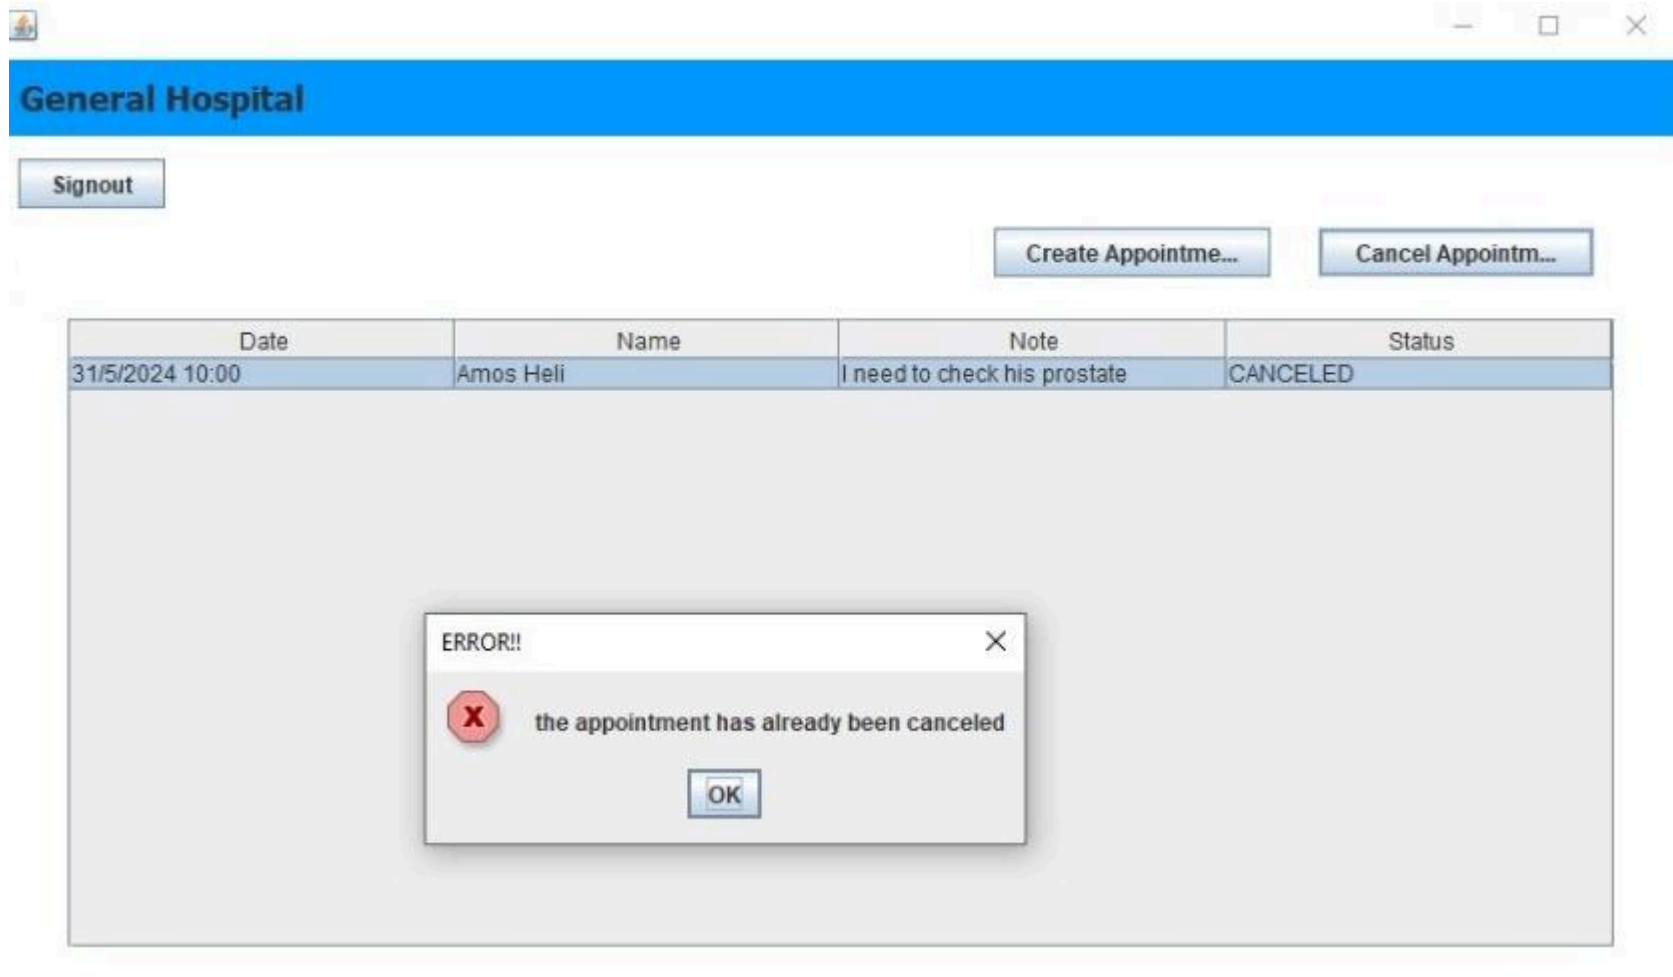 General Hospital
Signout
Create Appointme... Cancel Appointm...
Date Name Note Status
31/5/2024 10:00 Amos Heli I need to check his prostate CANCELED
ERROR!!
the appointment has already been canceled
OK